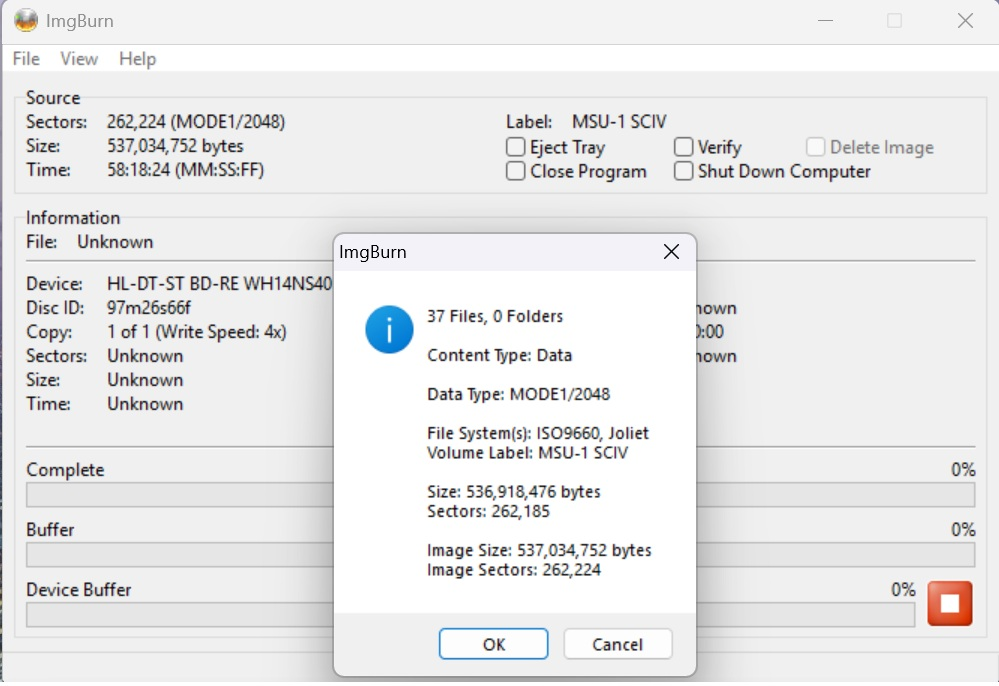 ImgBurn
File View Help
Source
Sectors: 262,224 (MODE1/2048)
Size: 537,034,752 bytes
Time: 58:18:24 (MM:SS:FF)
Label: MSU-1 SCIV
Eject Tray Verify Delete Image
Close Program Shut Down Computer
Information
File: Unknown
Device: HL-DT-ST BD-RE WH14NS40
Disc ID: 97m26s66f
Copy: 1 of 1 (Write Speed: 4x)
Sectors: Unknown
Size: Unknown
Time: Unknown
nown
0:00
nown
ImgBurn
37 Files, 0 Folders
Content Type: Data
Data Type: MODE1/2048
File System(s): ISO9660, Joliet
Volume Label: MSU-1 SCIV
Size: 536,918,476 bytes
Sectors: 262,185
Image Size: 537,034,752 bytes
Image Sectors: 262,224
OK Cancel
Complete 0%
Buffer 0%
Device Buffer 0%